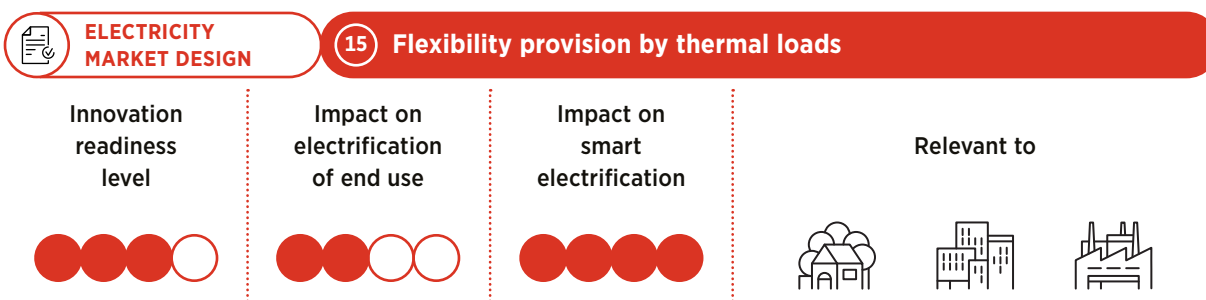 ELECTRICITY
MARKET DESIGN
15 Flexibility provision by thermal loads
Innovation
readiness
level
Impact on
electrification
of end use
Impact on
smart
electrification
Relevant to